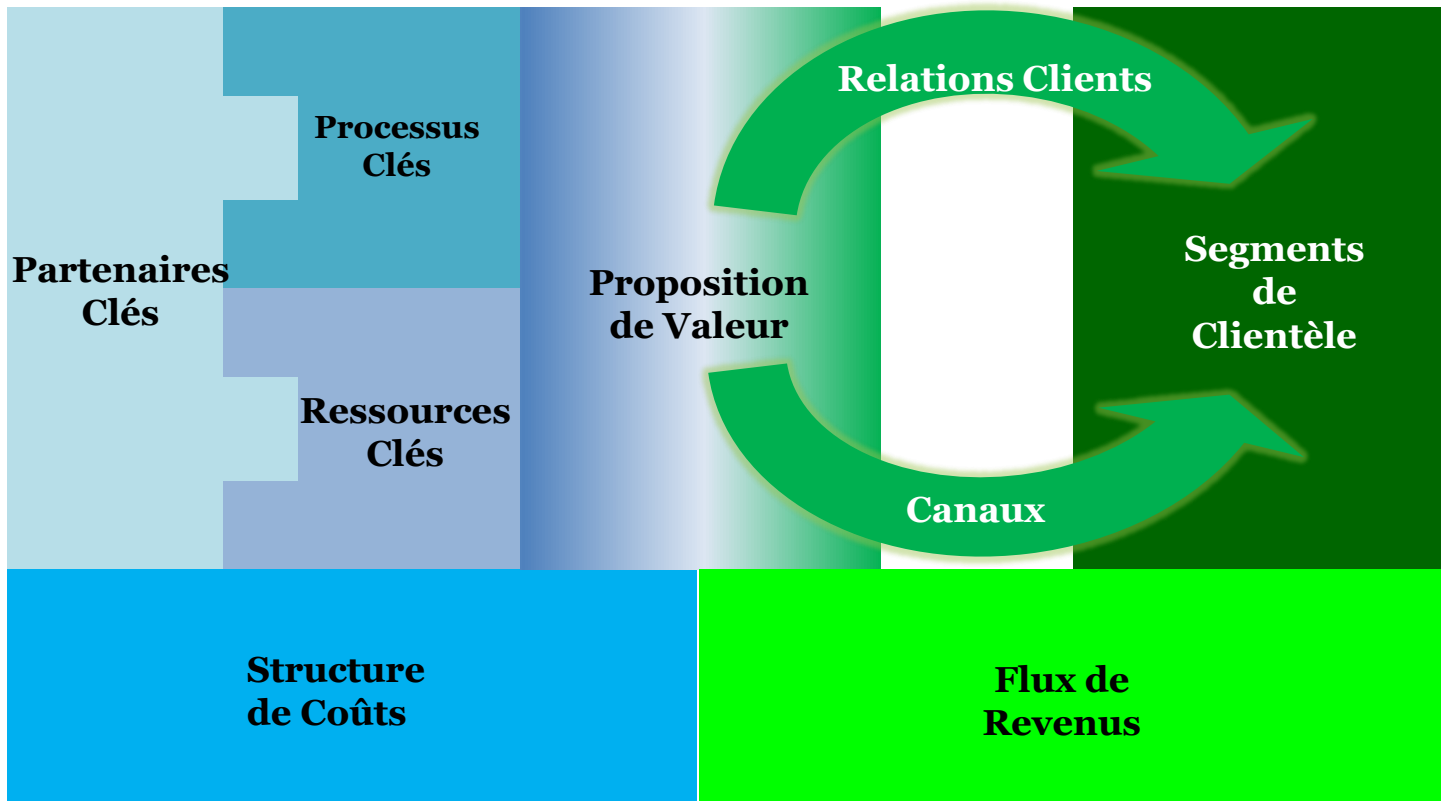 Partenaires
Clés
Processus
Clés
Ressources
Clés
Proposition
de Valeur
Relations Clients
Canaux
Segments
de
Clientèle
Structure
de Coûts
Flux de
Revenus